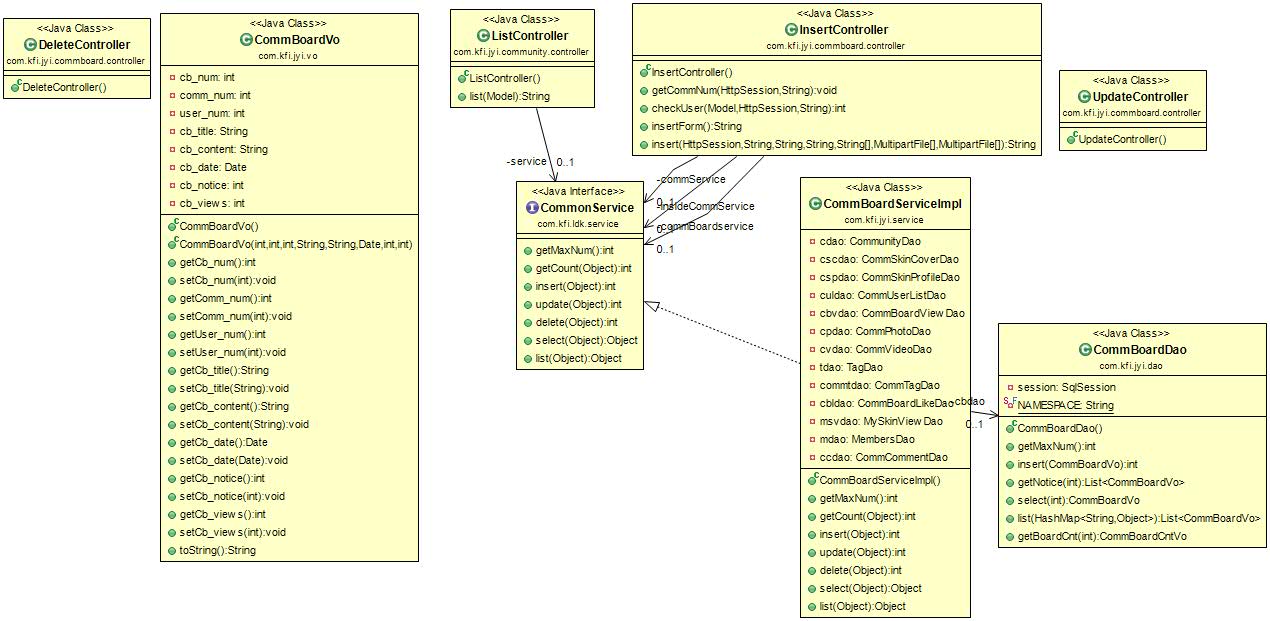 <<Java Class>>
DeleteController
com.kfi.jyi.commboard.controller
DeleteController()
<<Java Class>>
CommBoardVo
com.kfi.jyi.vo
cb_num: int
comm_num: int
user_num: int
cb_title: String
cb_content: String
cb_date: Date
cb_notice: int
cb_views: int
CommBoardVo()
CommBoardVo(int,int,int,String,String,Date,int,int)
getCb_num():int
setCb_num(int):void
getComm_num():int
setComm_num(int):void
getUser_num():int
setUser_num(int):void
getCb_title():String
setCb_title(String):void
getCb_content():String
setCb_content(String):void
getCb_date():Date
setCb_date(Date):void
getCb_notice():int
setCb_notice(int):void
getCb_views():int
setCb_views(int):void
toString():String
<<Java Class>>
ListController
com.kfi.jyi.community.controller
ListController()
list(Model):String
<<Java Class>>
InsertController
com.kfi.jyi.commboard.controller
InsertController()
getCommNum(HttpSession,String):void
checkUser(Model,HttpSession,String):int
insertForm():String
insert(HttpSession,String,String,String,String[],MultipartFile[],MultipartFile[]):String
<<Java Class>>
UpdateController
com.kfi.jyi.commboard.controller
UpdateController()
-service 0..1
-commService
0..1
-insideCommService
0..1
-commBoardservice
0..1
<<Java Interface>>
CommonService
com.kfi.ldk.service
getMaxNum():int
getCount(Object):int
insert(Object):int
update(Object):int
delete(Object):int
select(Object):Object
list(Object):Object
<<Java Class>>
CommBoardServiceImpl
com.kfi.jyi.service
cdao: CommunityDao
cscdao: CommSkinCoverDao
cspdao: CommSkinProfileDao
culdao: CommUserListDao
cbvdao: CommBoardViewDao
cpdao: CommPhotoDao
cvdao: CommVideoDao
tdao: TagDao
commtdao: CommTagDao
cbldao: CommBoardLikeDao
msvdao: MySkinViewDao
mdao: MembersDao
ccdao: CommCommentDao
CommBoardServiceImpl()
getMaxNum():int
getCount(Object):int
insert(Object):int
update(Object):int
delete(Object):int
select(Object):Object
list(Object):Object
-cbdao
0..1
<<Java Class>>
CommBoardDao
com.kfi.jyi.dao
session: SqlSession
NAMESPACE: String
CommBoardDao()
getMaxNum():int
insert(CommBoardVo):int
getNotice(int):List<CommBoardVo>
select(int):CommBoardVo
list(HashMap<String,Object>):List<CommBoardVo>
getBoardCnt(int):CommBoardCntVo